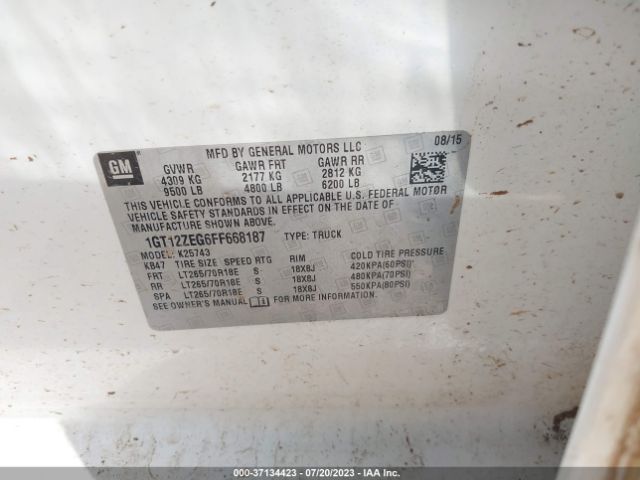 GM
MFD BY GENERAL MOTORS LLC 08/15
GVWR GAWR FRT GAWR RR
4309 KG 2177 KG 2812 KG
9500 LB 4800 LB 6200 LB
THIS VEHICLE CONFORMS TO ALL APPLICABLE U.S. FEDERAL MOTOR
VEHICLE SAFETY STANDARDS IN EFFECT ON THE DATE OF
MANUFACTURE SHOWN ABOVE.
1GT12ZEG6FF668187 TYPE: TRUCK
MODEL: K25743
KB47 TIRE SIZE SPEED RTG RIM COLD TIRE PRESSURE
FRT LT265/70R18E S 18X8J 420KPA(60PSI)
RR LT265/70R18E S 18X8J 480KPA(70PSI)
SPA LT265/70R18E S 18X8J 550KPA(80PSI)
SEE OWNER'S MANUAL FOR MORE INFORMATION.
000-37134423 - 07/20/2023 - IAA Inc.